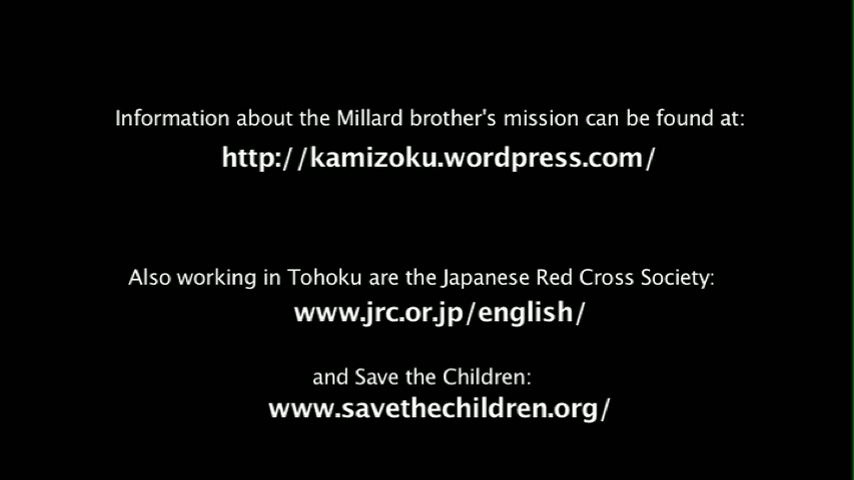 Information about the Millard brother's mission can be found at:
http://kamizoku.wordpress.com/
Also working in Tohoku are the Japanese Red Cross Society:
www.jrc.or.jp/english/
and Save the Children:
www.savethechildren.org/